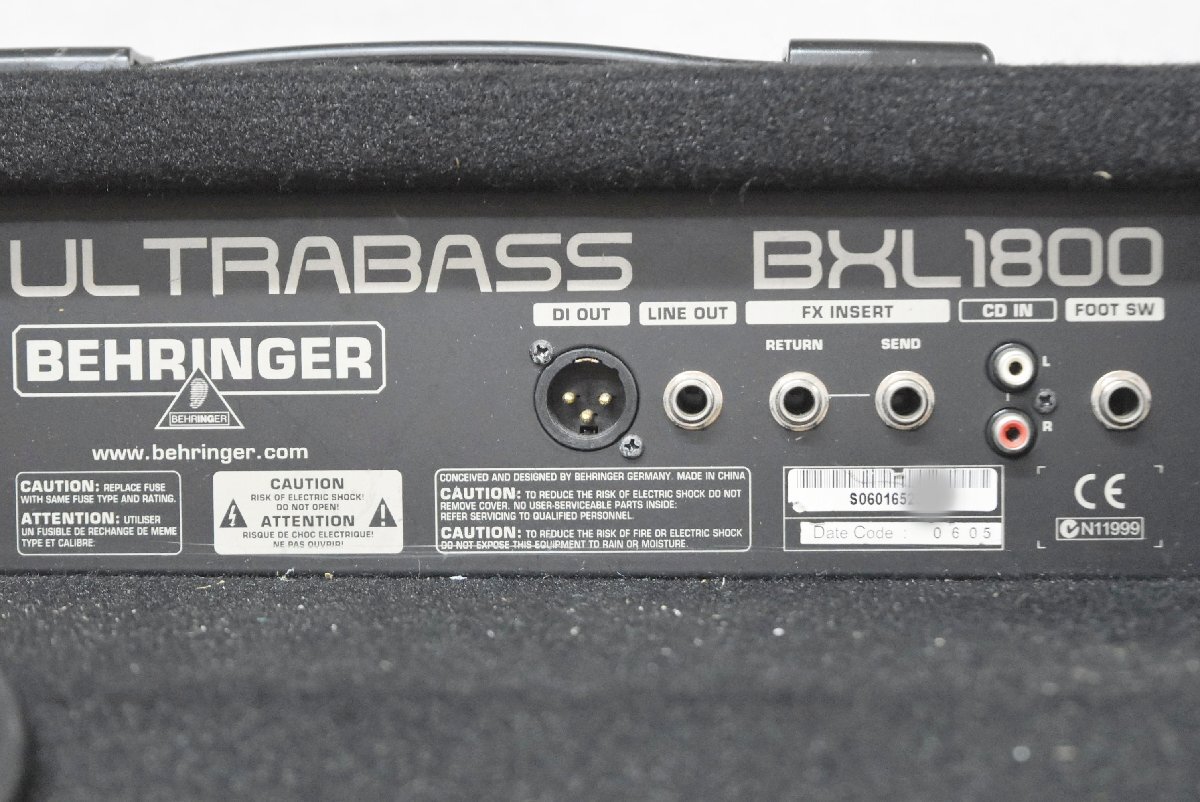 ULTRABASS BXL1800
DI OUT LINE OUT FX INSERT CD IN FOOT SW
RETURN SEND
L
R
BEHRINGER
BEHRINGER
www.behringer.com
CAUTION: REPLACE FUSE
WITH SAME FUSE TYPE AND RATING.
ATTENTION: UTILISER
UN FUSIBLE DE RECHANGE DE MEME
TYPE ET CALIBRE.
CAUTION
RISK OF ELECTRIC SHOCK!
DO NOT OPEN!
ATTENTION
RISQUE DE CHOC ELECTRIQUE!
NE PAS OUVRIR!
CONCEIVED AND DESIGNED BY BEHRINGER GERMANY. MADE IN CHINA
CAUTION: TO REDUCE THE RISK OF ELECTRIC SHOCK DO NOT
REMOVE COVER. NO USER-SERVICEABLE PARTS INSIDE:
REFER SERVICING TO QUALIFIED PERSONNEL.
CAUTION: TO REDUCE THE RISK OF FIRE OR ELECTRIC SHOCK
DO NOT EXPOSE THIS EQUIPMENT TO RAIN OR MOISTURE.
S0601652
Date Code : 0605
CE
N11999